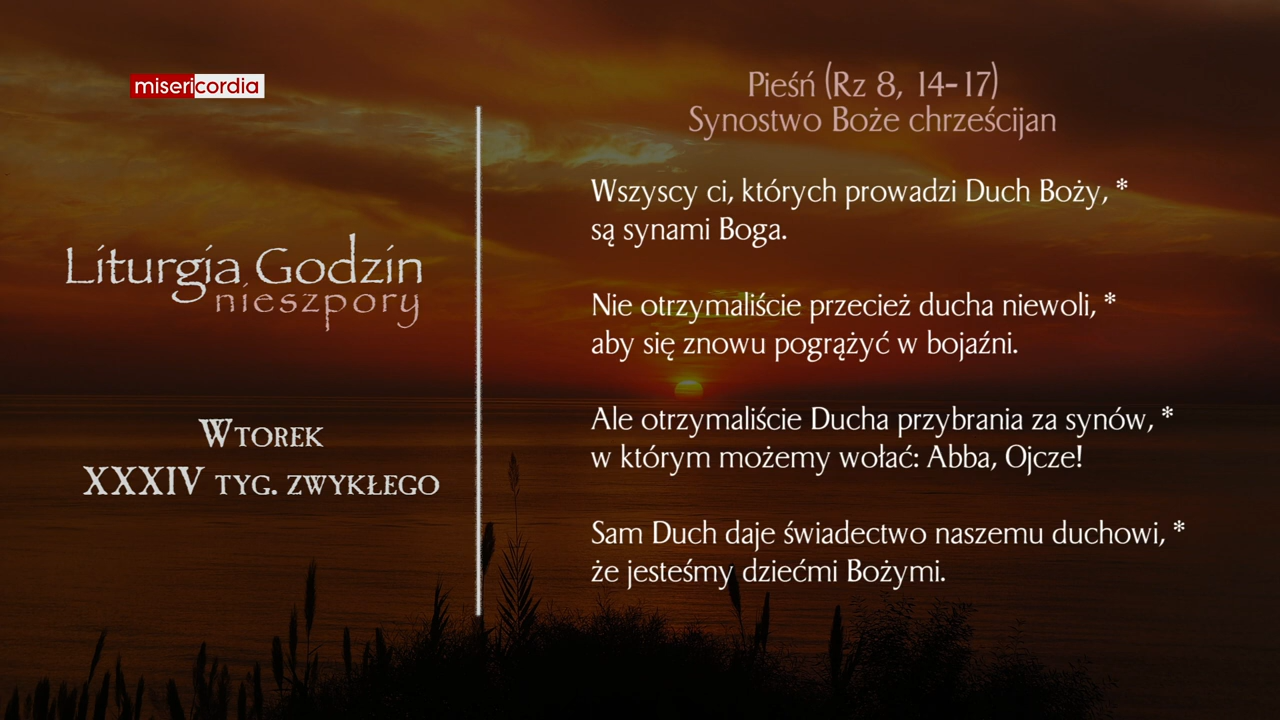 misericordia
Liturgia Godzin
nieszpory
Wtorek
XXXIV tyg. zwykłego
Pieśń (Rz 8, 14-17)
Synostwo Boże chrześcijan
Wszyscy ci, których prowadzi Duch Boży, *
są synami Boga.
Nie otrzymaliście przecież ducha niewoli, *
aby się znowu pogrążyć w bojaźni.
Ale otrzymaliście Ducha przybrania za synów, *
w którym możemy wołać: Abba, Ojcze!
Sam Duch daje świadectwo naszemu duchowi, *
że jesteśmy dziećmi Bożymi.